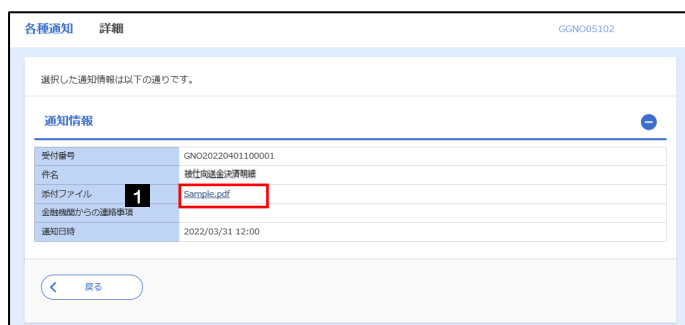 各種通知 詳細 GGNO05102
選択した通知情報は以下の通りです。
通知情報
受付番号 GNO20220401100001
件名 被仕向送金決済明細
添付ファイル 1 Sample.pdf
金融機関からの連絡事項
通知日時 2022/03/31 12:00
戻る